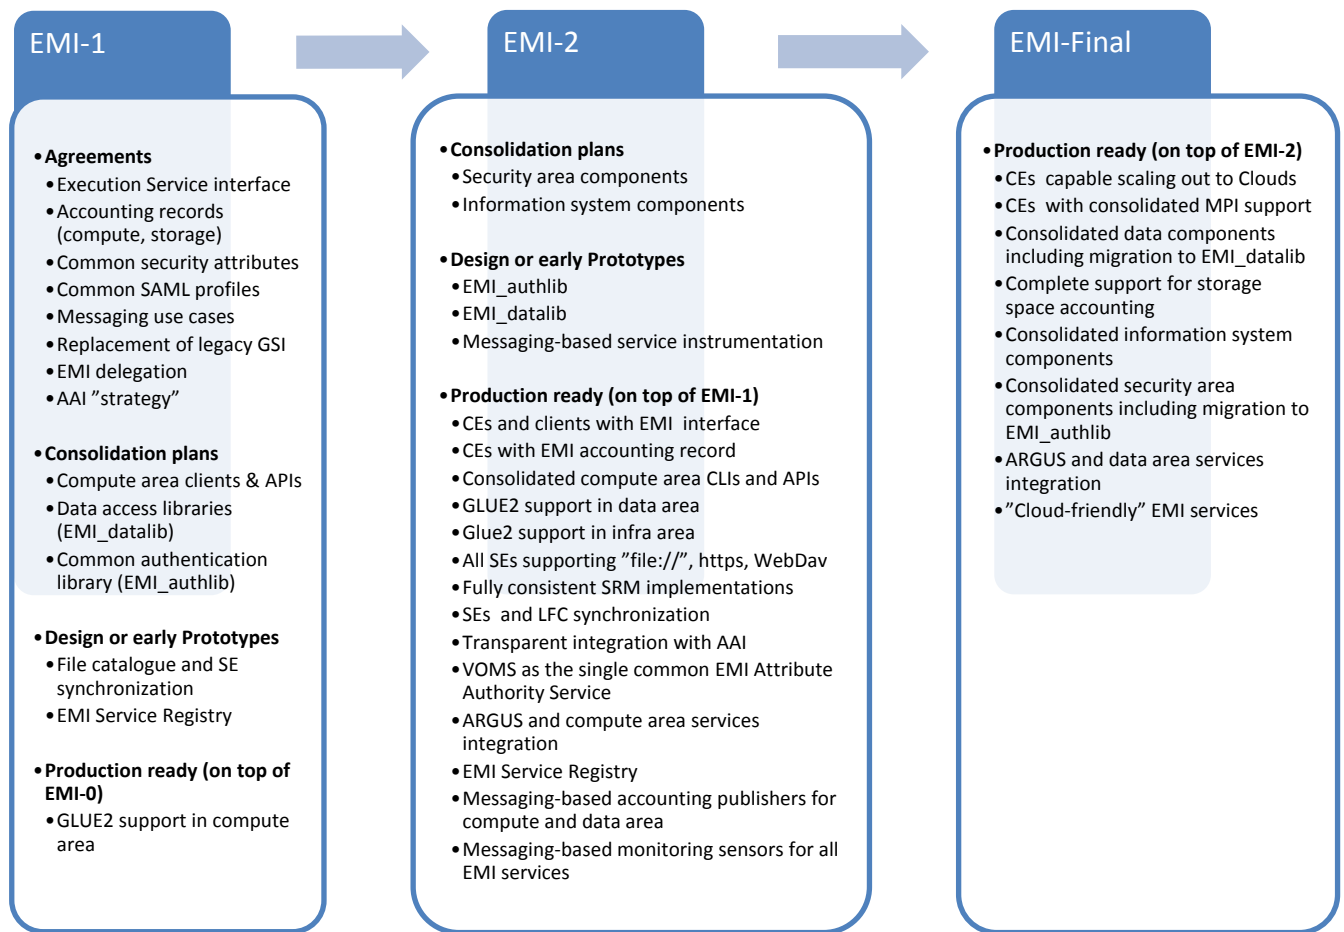 EMI-1
•Agreements
•Execution Service interface
•Accounting records
(compute, storage)
•Common security attributes
•Common SAML profiles
•Messaging use cases
•Replacement of legacy GSI
•EMI delegation
•AAI ”strategy”
•Consolidation plans
•Compute area clients & APIs
•Data access libraries
(EMI_datalib)
•Common authentication
library (EMI_authlib)
•Design or early Prototypes
•File catalogue and SE
synchronization
•EMI Service Registry
•Production ready (on top of
EMI-0)
•GLUE2 support in compute
area
EMI-2
•Consolidation plans
•Security area components
•Information system components
•Design or early Prototypes
•EMI_authlib
•EMI_datalib
•Messaging-based service instrumentation
•Production ready (on top of EMI-1)
•CEs and clients with EMI  interface
•CEs with EMI accounting record
•Consolidated compute area CLIs and APIs
•GLUE2 support in data area
•Glue2 support in infra area
•All SEs supporting ”file://”, https, WebDav
•Fully consistent SRM implementations
•SEs  and LFC synchronization
•Transparent integration with AAI
•VOMS as the single common EMI Attribute
Authority Service
•ARGUS and compute area services
integration
•EMI Service Registry
•Messaging-based accounting publishers for
compute and data area
•Messaging-based monitoring sensors for all
EMI services
EMI-Final
•Production ready (on top of EMI-2)
•CEs  capable scaling out to Clouds
•CEs  with consolidated MPI support
•Consolidated data components
including migration to EMI_datalib
•Complete support for storage
space accounting
•Consolidated information system
components
•Consolidated security area
components including migration to
EMI_authlib
•ARGUS and data area services
integration
•”Cloud-friendly” EMI services